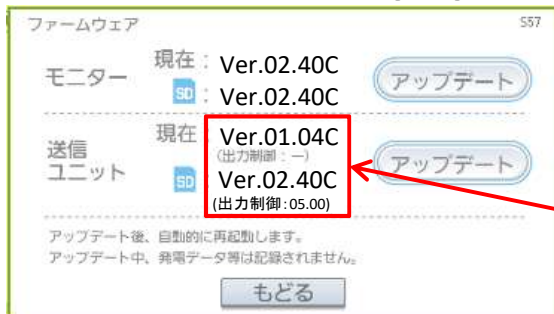 ファームウェア S57
モニター
現在：Ver.02.40C
SD：Ver.02.40C
アップデート
送信
ユニット
現在：Ver.01.04C
(出力制御：—)
SD：Ver.02.40C
(出力制御:05.00)
アップデート
アップデート後、自動的に再起動します。
アップデート中、発電データ等は記録されません。
もどる